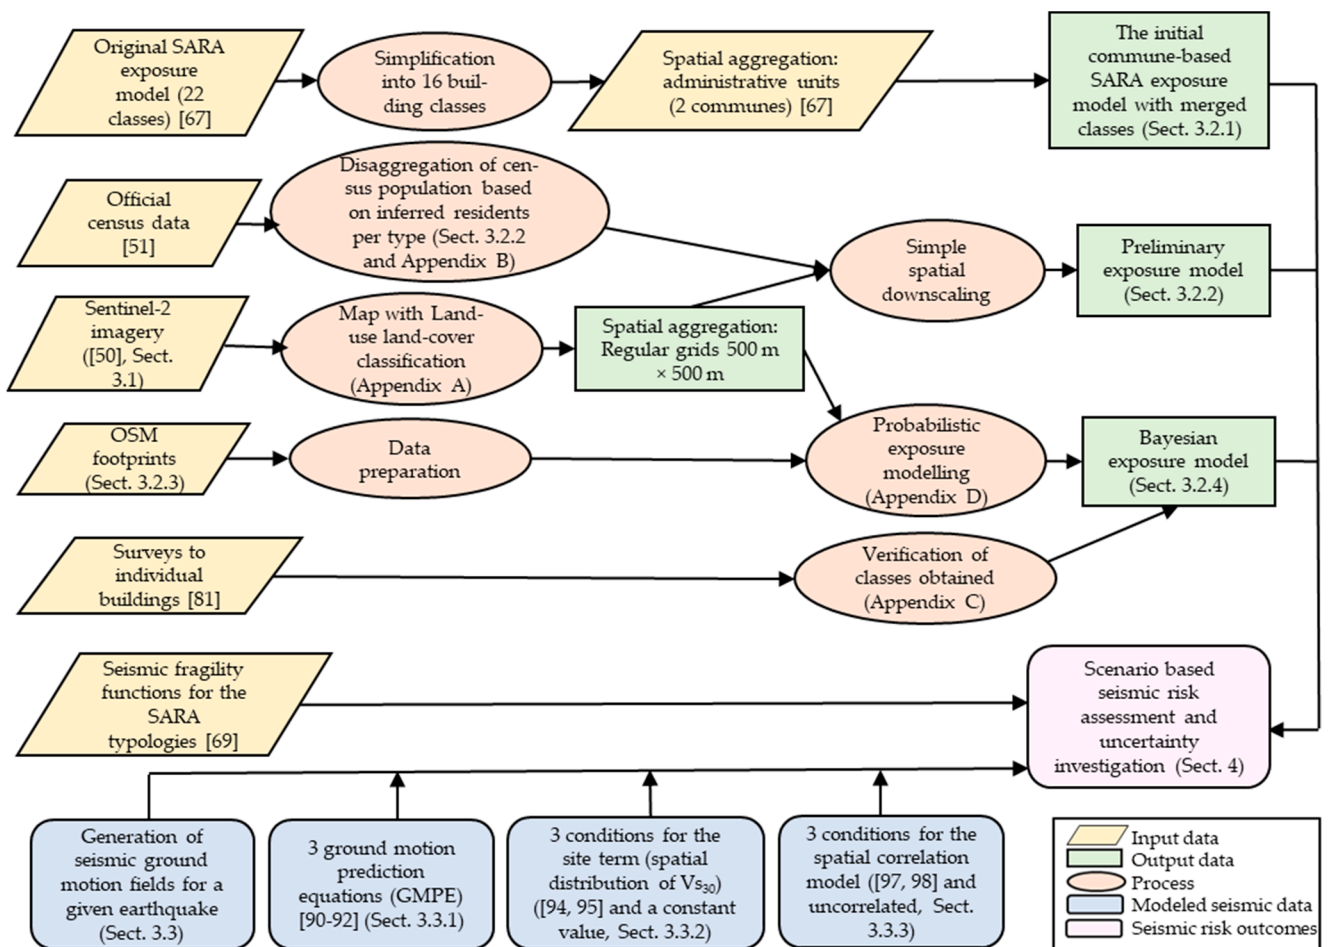 Original SARA
exposure
model (22
classes) [67]
Simplification
into 16 buil-
ding classes
Spatial aggregation:
administrative units
(2 communes) [67]
The initial
commune-based
SARA exposure
model with merged
classes (Sect. 3.2.1)
Official
census data
[51]
Disaggregation of cen-
sus population based
on inferred residents
per type (Sect. 3.2.2
and Appendix B)
Simple
spatial
downscaling
Preliminary
exposure model
(Sect. 3.2.2)
Sentinel-2
imagery
([50], Sect.
3.1)
Map with Land-
use land-cover
classification
(Appendix A)
Spatial aggregation:
Regular grids 500 m
× 500 m
OSM
footprints
(Sect. 3.2.3)
Data
preparation
Probabilistic
exposure
modelling
(Appendix D)
Bayesian
exposure model
(Sect. 3.2.4)
Surveys to
individual
buildings [81]
Verification of
classes obtained
(Appendix C)
Seismic fragility
functions for the
SARA
typologies [69]
Scenario based
seismic risk
assessment and
uncertainty
investigation (Sect. 4)
Generation of
seismic ground
motion fields for a
given earthquake
(Sect. 3.3)
3 ground motion
prediction
equations (GMPE)
[90-92] (Sect. 3.3.1)
3 conditions for the
site term (spatial
distribution of Vs30)
([94, 95] and a constant
value, Sect. 3.3.2)
3 conditions for the
spatial correlation
model ([97, 98] and
uncorrelated, Sect.
3.3.3)
Input data
Output data
Process
Modeled seismic data
Seismic risk outcomes